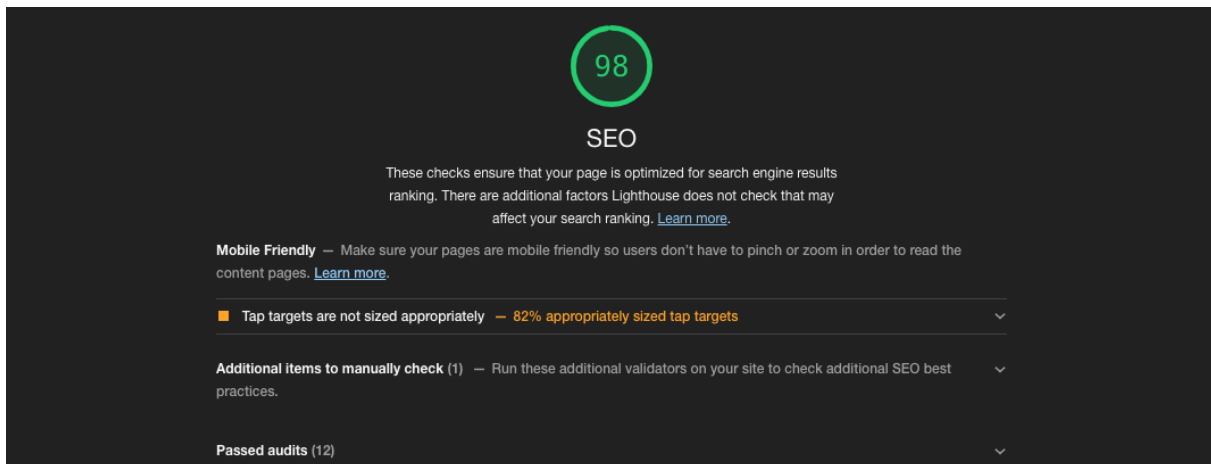 98
SEO
These checks ensure that your page is optimized for search engine results
ranking. There are additional factors Lighthouse does not check that may
affect your search ranking. Learn more.
Mobile Friendly — Make sure your pages are mobile friendly so users don't have to pinch or zoom in order to read the
content pages. Learn more.
Tap targets are not sized appropriately — 82% appropriately sized tap targets
Additional items to manually check (1) — Run these additional validators on your site to check additional SEO best
practices.
Passed audits (12)